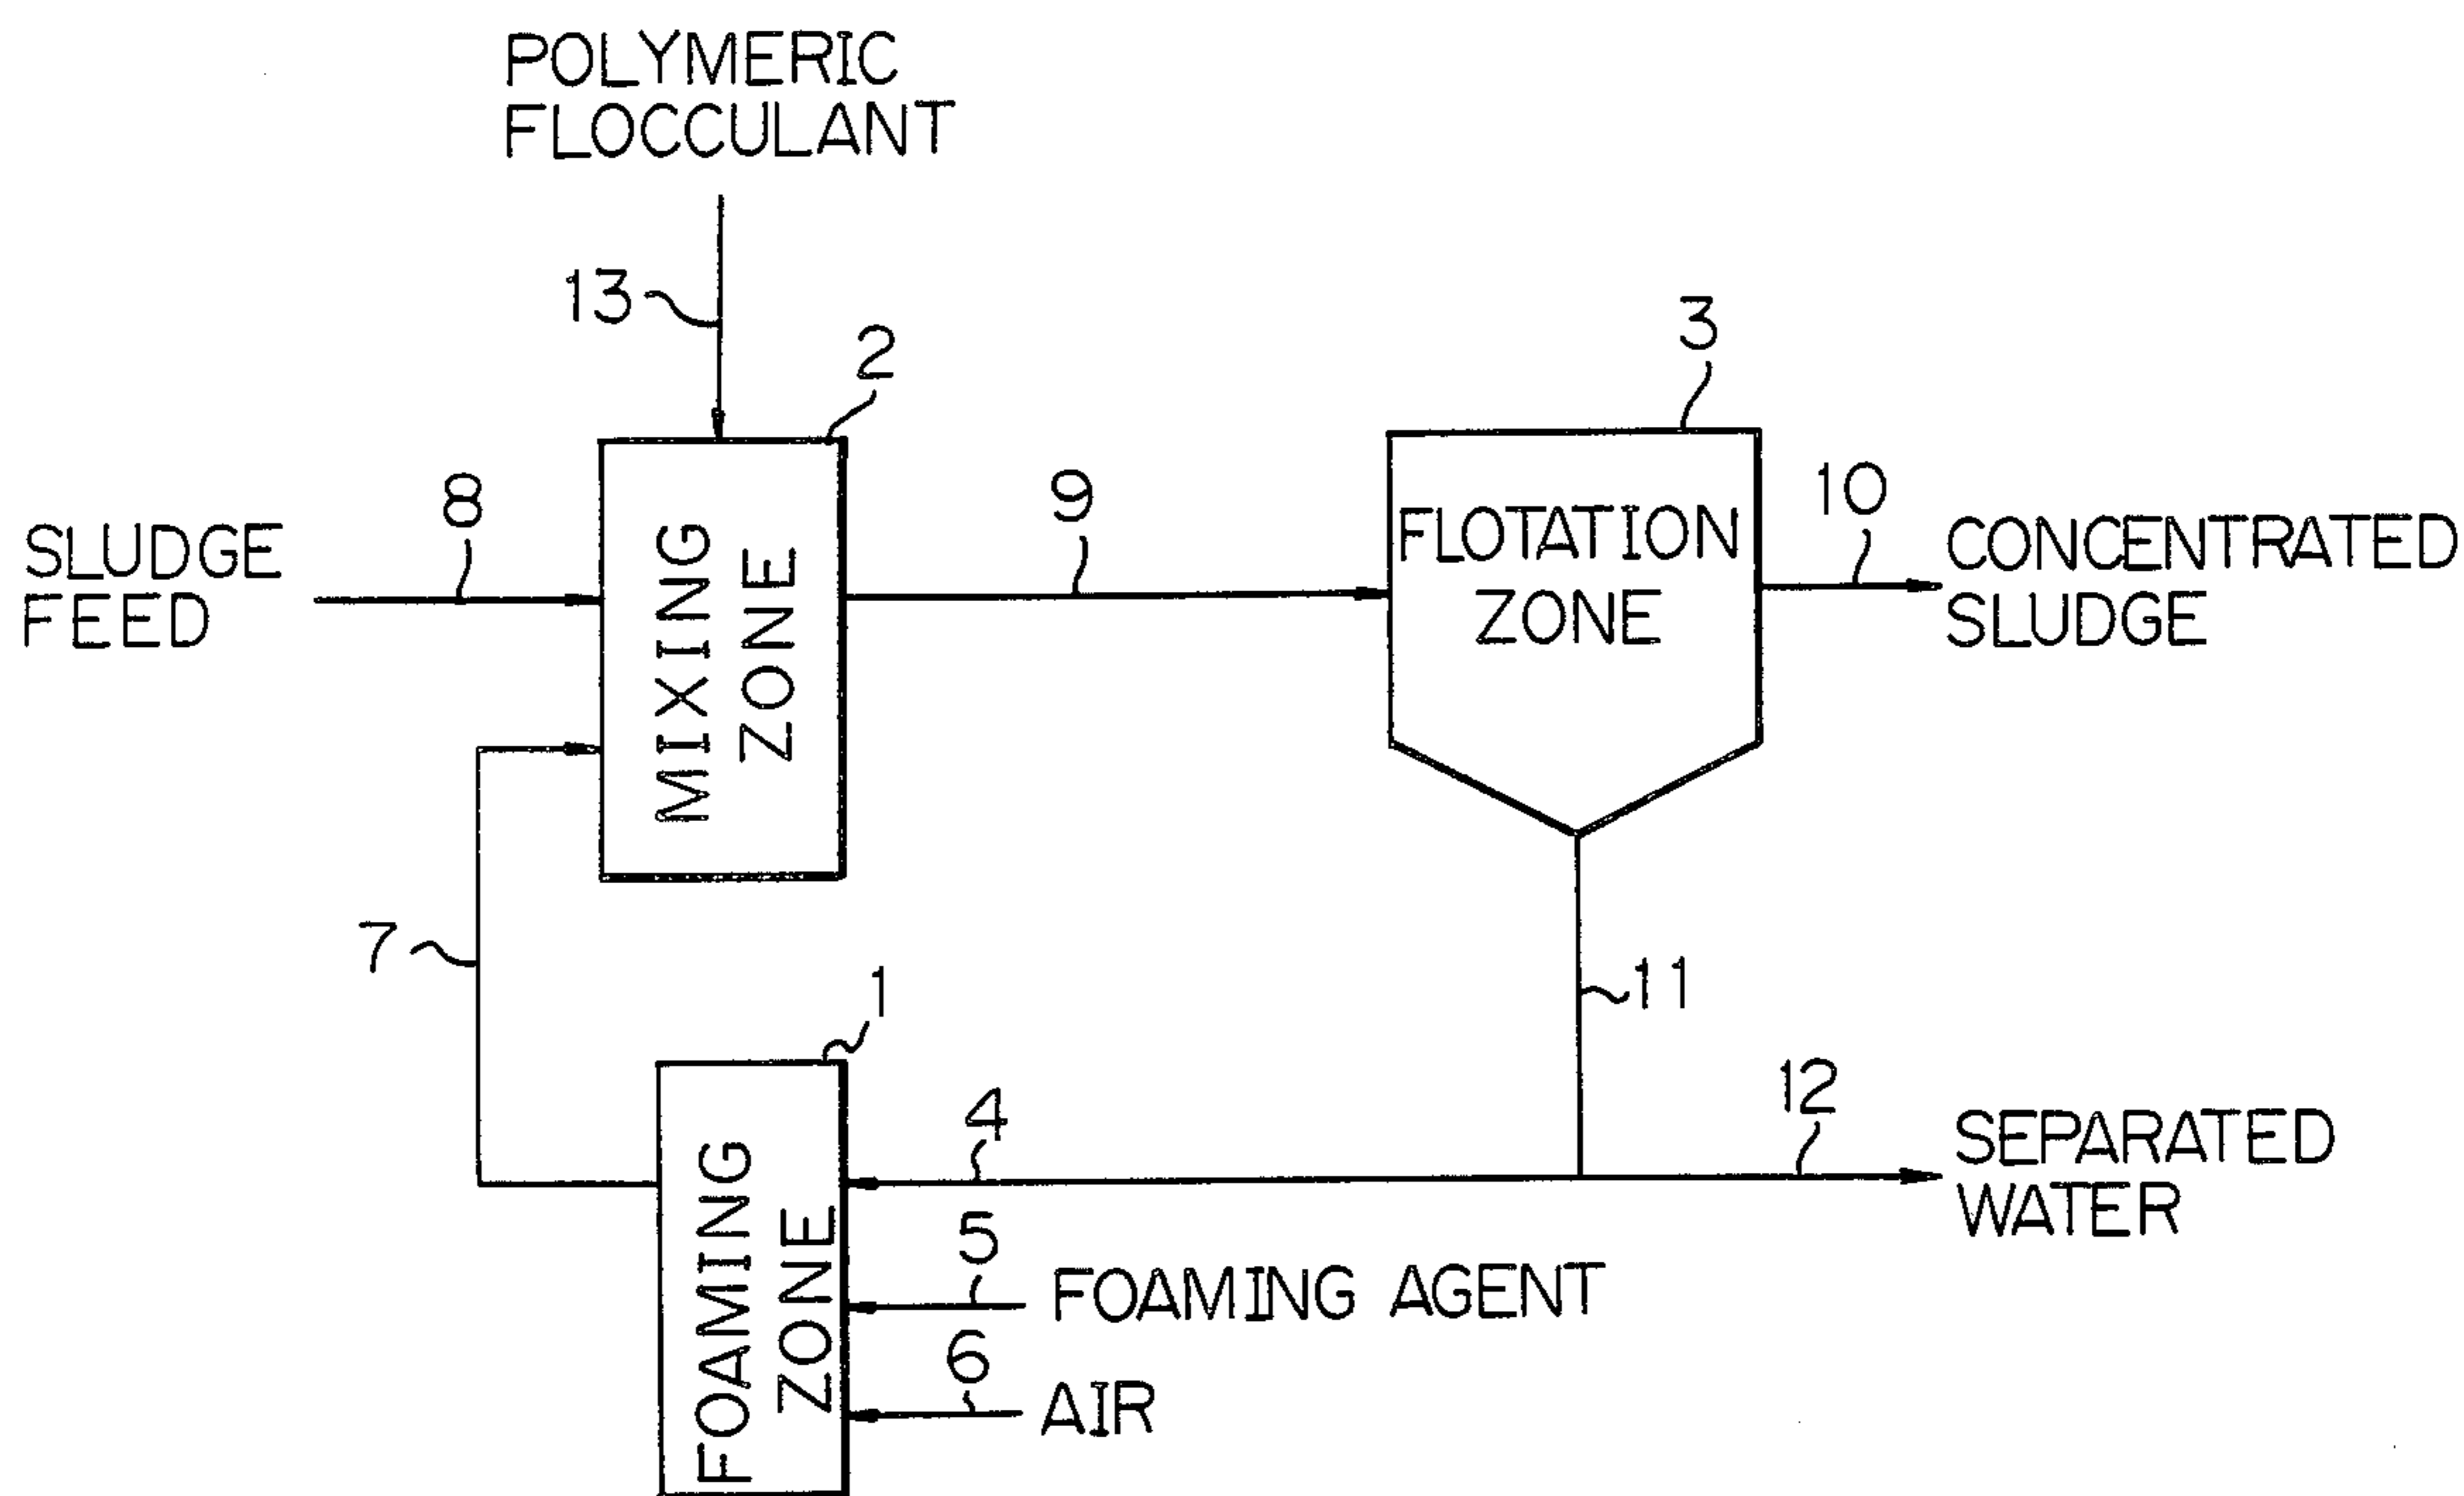 POLYMERIC
FLOCCULANT
13
2
3
8
9
10
SLUDGE
FEED
MIXING
ZONE
FLOTATION
ZONE
CONCENTRATED
SLUDGE
7
1
11
4
12
SEPARATED
WATER
FOAMING
ZONE
5
FOAMING AGENT
6
AIR